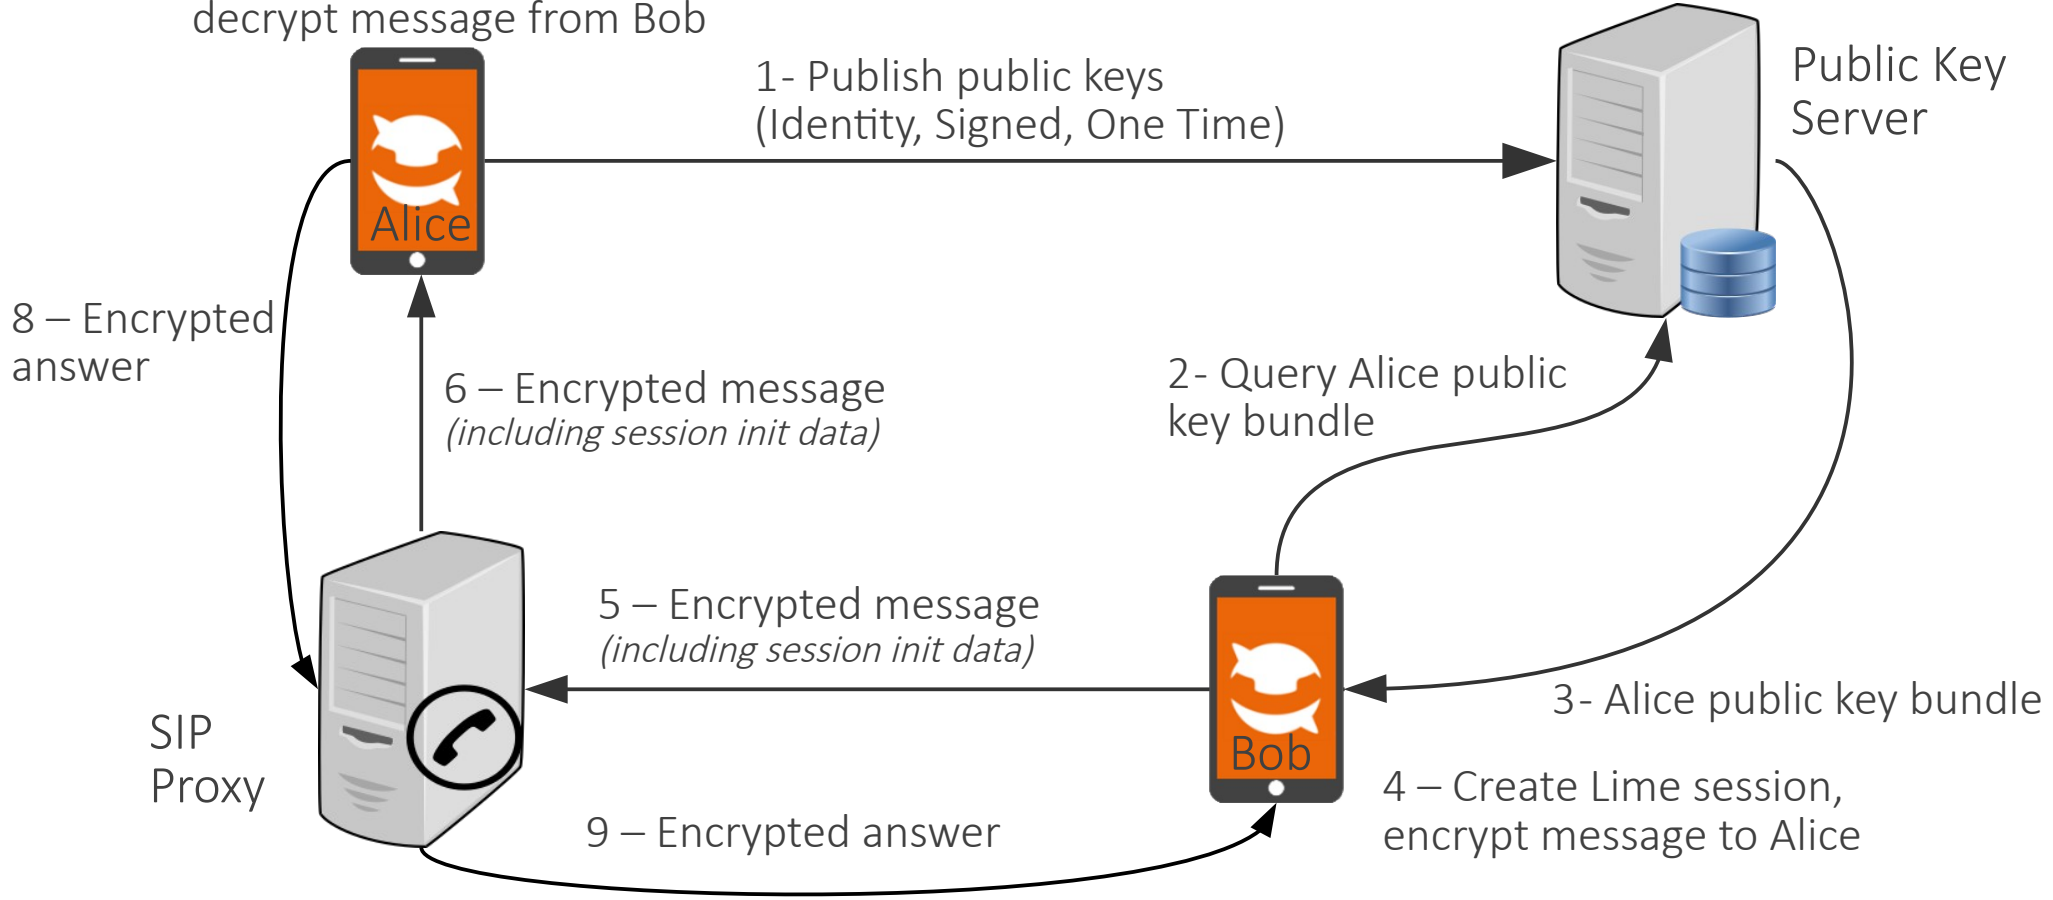 decrypt message from Bob
1- Publish public keys
(Identity, Signed, One Time)
Public Key
Server
Alice
8 – Encrypted
answer
6 – Encrypted message
(including session init data)
2- Query Alice public
key bundle
5 – Encrypted message
(including session init data)
3- Alice public key bundle
SIP
Proxy
Bob
4 – Create Lime session,
encrypt message to Alice
9 – Encrypted answer